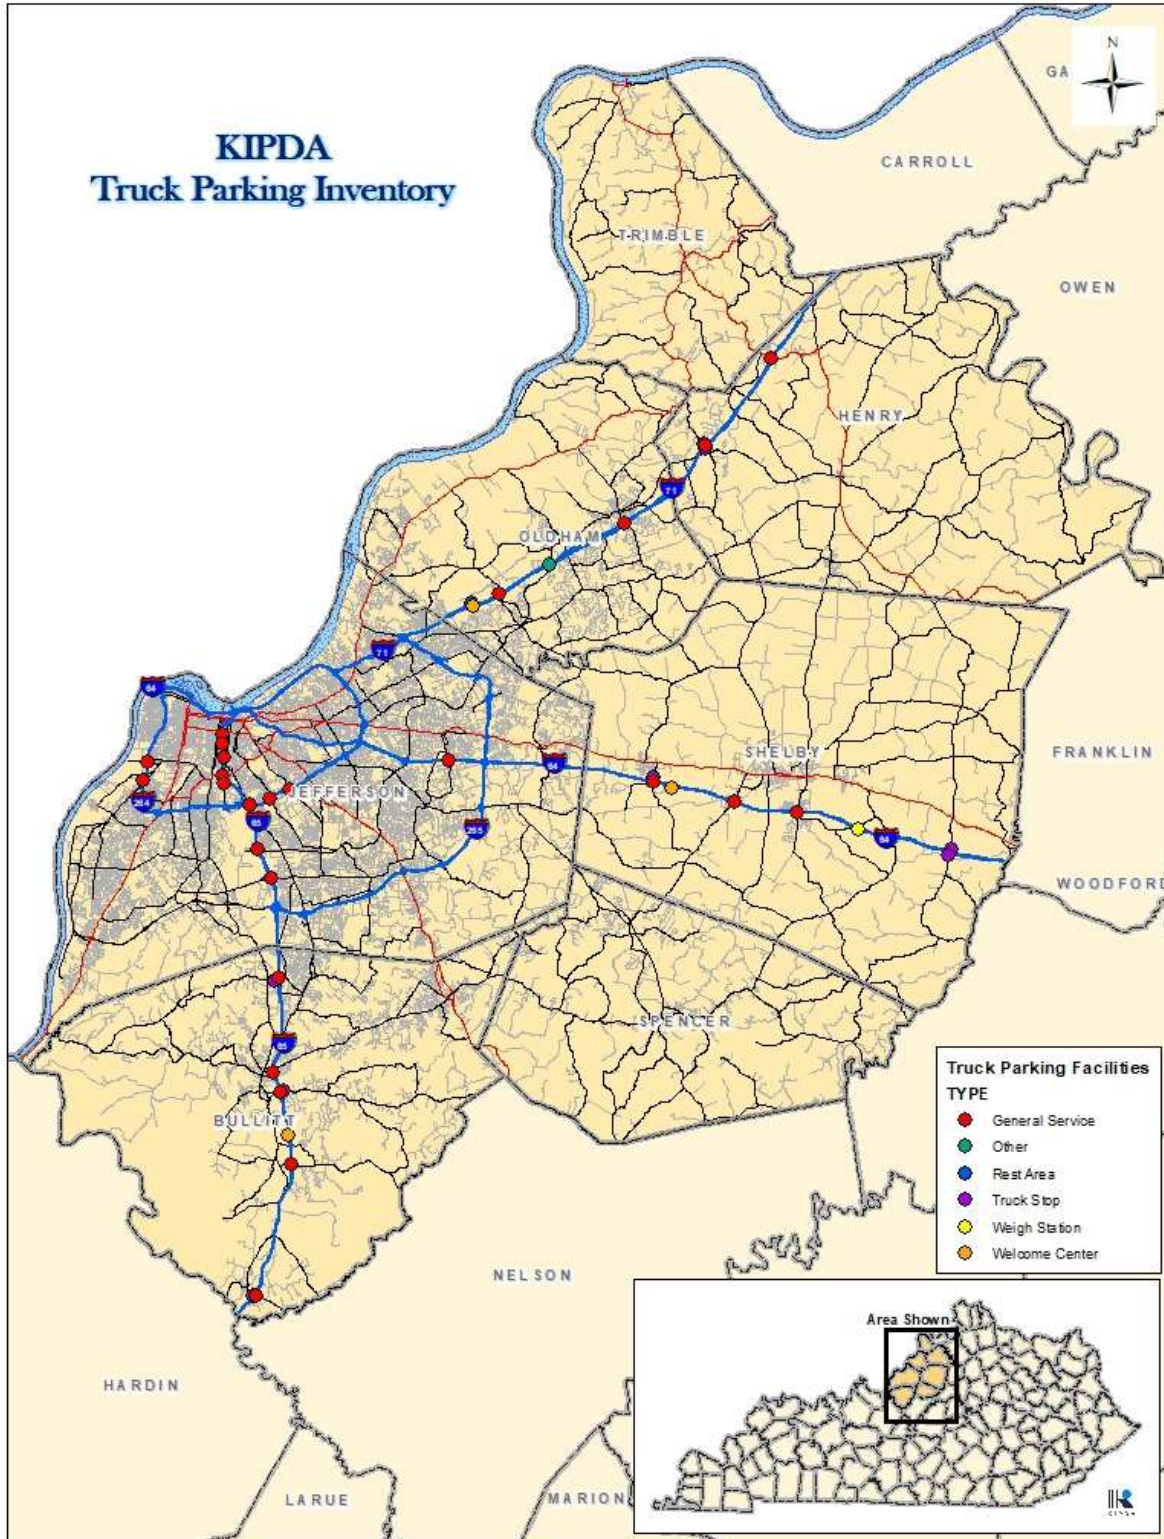 N
GA
KIPDA
Truck Parking Inventory
CARROLL
TRIMBLE
OWEN
HENRY
71
OLDHAM
71
64
SHELBY
FRANKLIN
64
JEFFERSON
264
65
265
64
WOODFORD
SPENCER
65
BULLITT
Truck Parking Facilities
TYPE
General Service
Other
Rest Area
Truck Stop
Weigh Station
Welcome Center
NELSON
Area Shown
HARDIN
LARUE
MARION